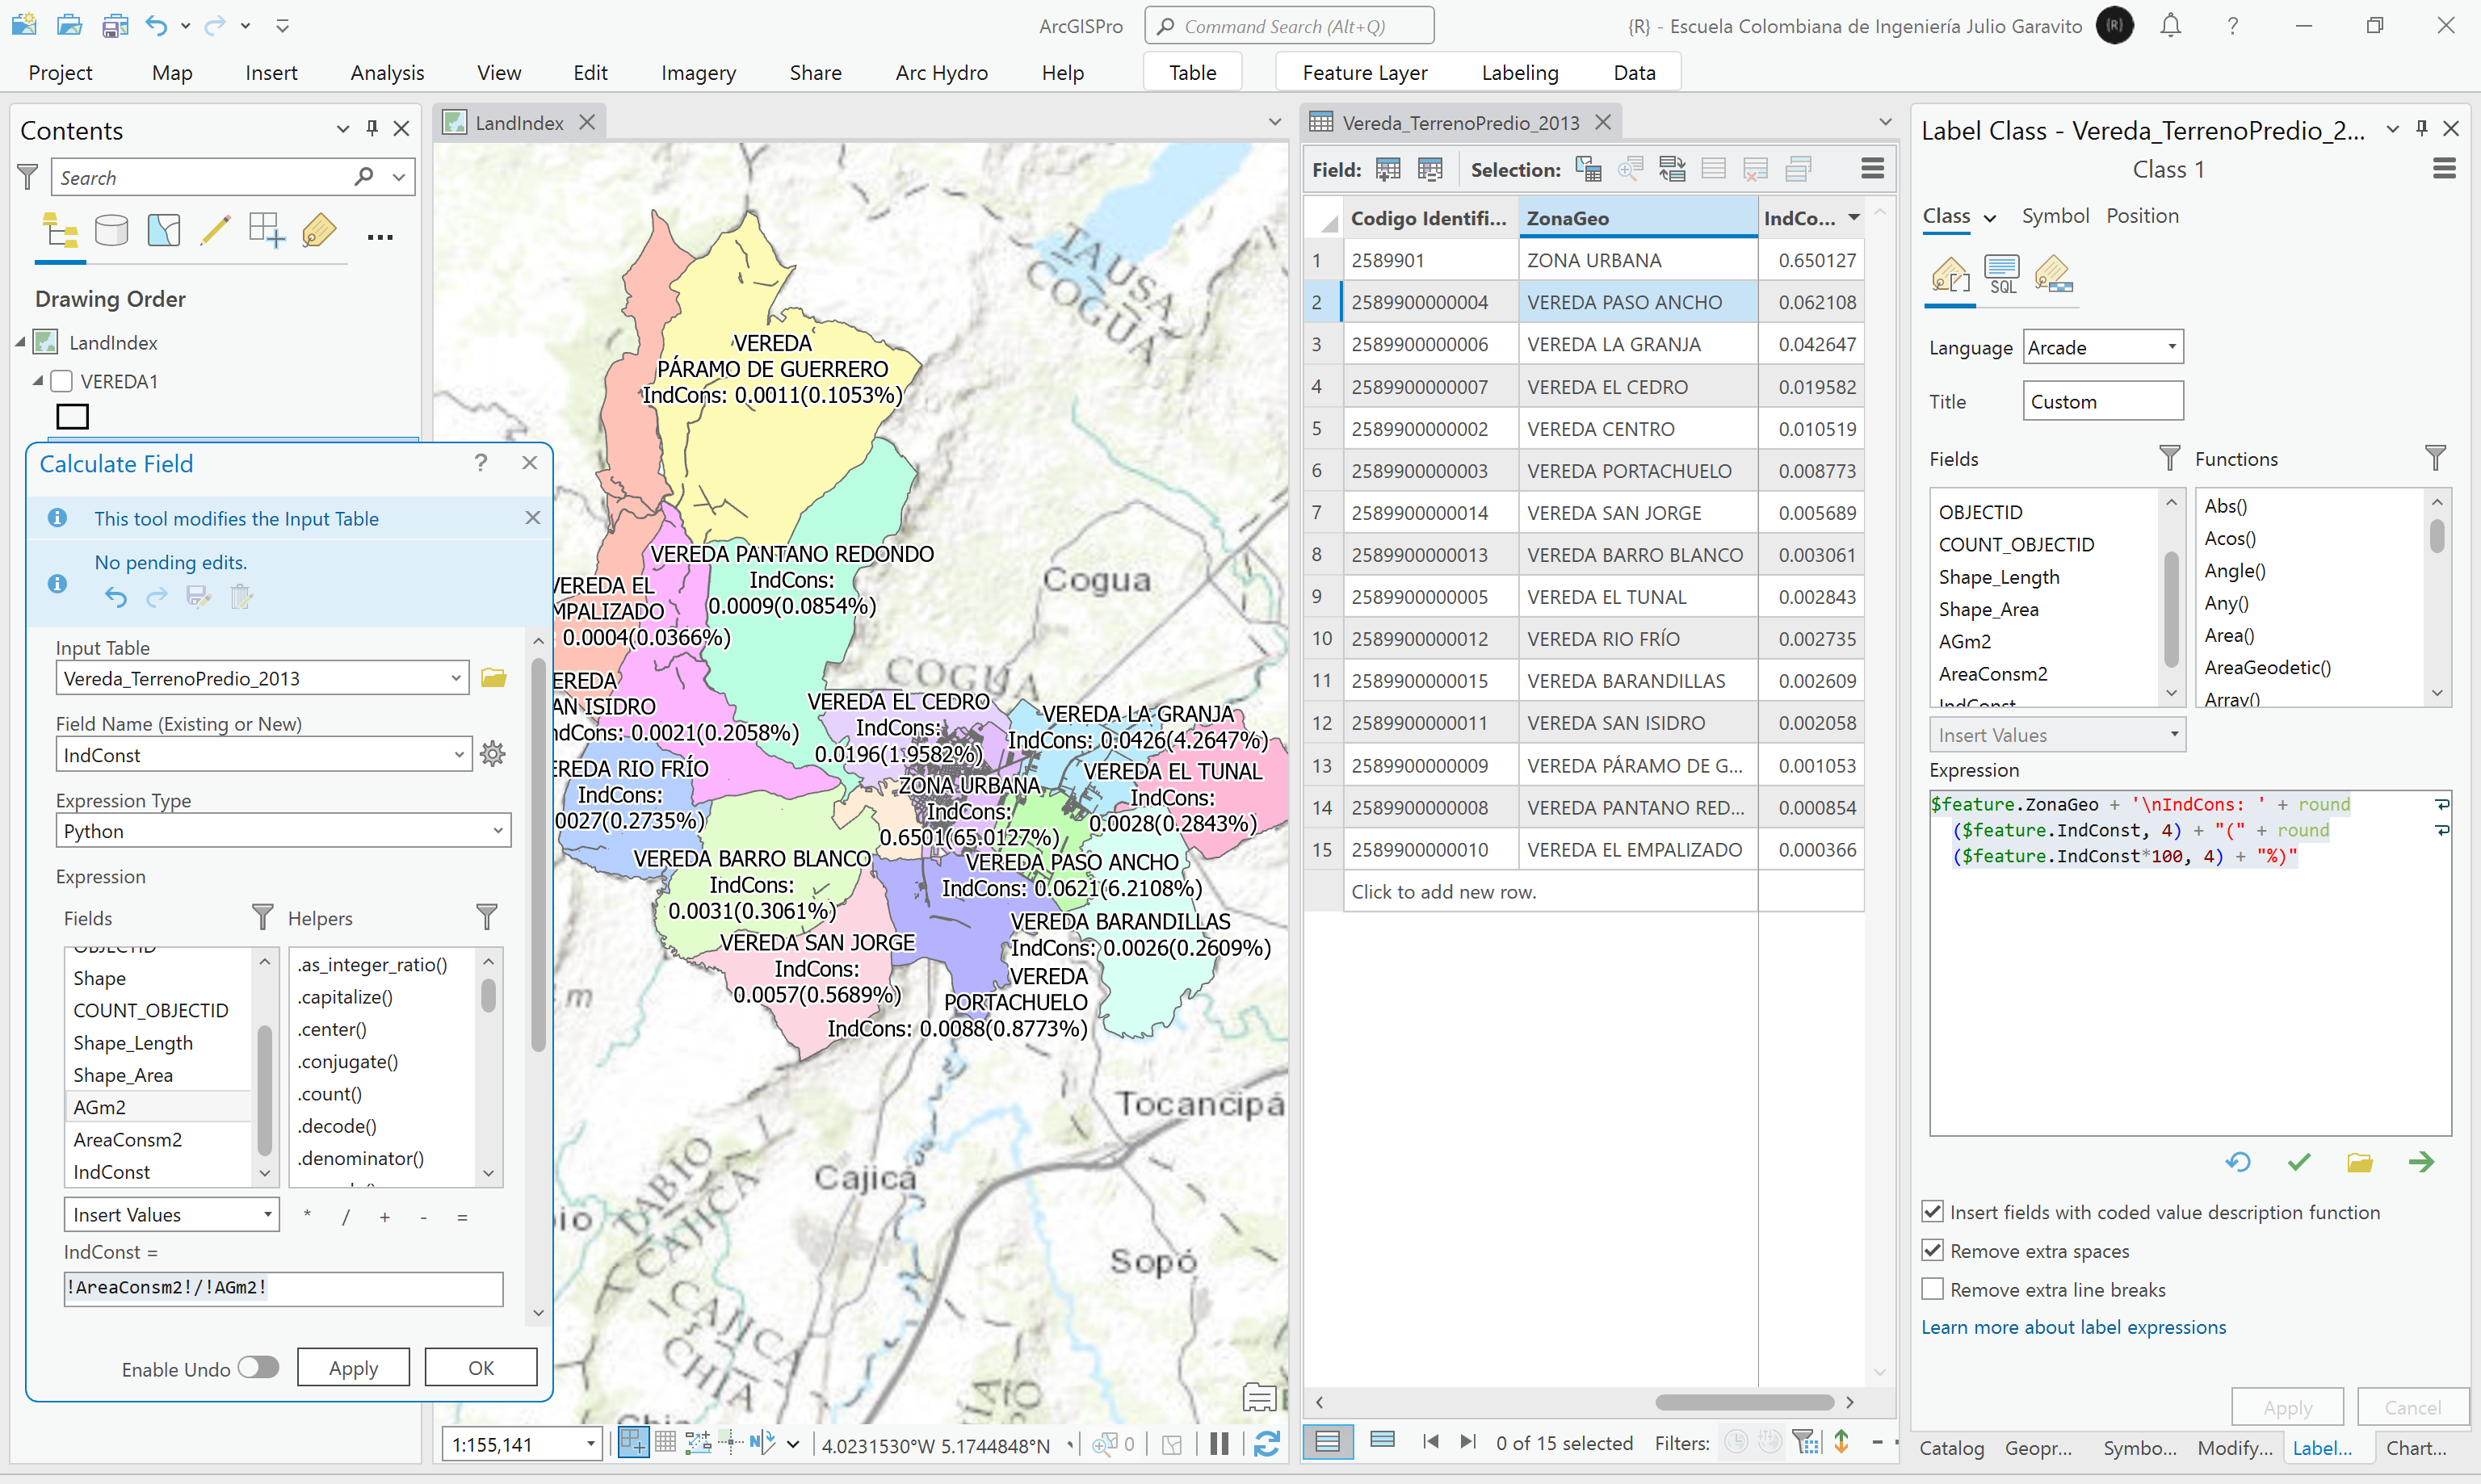 ArcGISPro
Command Search (Alt+Q)
{R} - Escuela Colombiana de Ingeniería Julio Garavito
{R}
?
Project
Map
Insert
Analysis
View
Edit
Imagery
Share
Arc Hydro
Help
Table
Feature Layer
Labeling
Data
Contents
Search
Drawing Order
LandIndex
VEREDA1
Calculate Field
?
This tool modifies the Input Table
No pending edits.
Input Table
Vereda_TerrenoPredio_2013
Field Name (Existing or New)
IndConst
Expression Type
Python
Expression
Fields
Helpers
OBJECTID
Shape
COUNT_OBJECTID
Shape_Length
Shape_Area
AGm2
AreaConsm2
IndConst
.as_integer_ratio()
.capitalize()
.center()
.conjugate()
.count()
.decode()
.denominator()
Insert Values
* / + - =
IndConst =
!AreaConsm2!/!AGm2!
Enable Undo
Apply
OK
LandIndex
VEREDA
PÁRAMO DE GUERRERO
IndCons: 0.0011(0.1053%)
TAUSA
COGUA
VEREDA PANTANO REDONDO
IndCons:
0.0009(0.0854%)
VEREDA EL
MPALIZADO
0.0004(0.0366%)
Cogua
COGUA
EREDA
AN ISIDRO
ndCons: 0.0021(0.2058%)
VEREDA EL CEDRO
IndCons:
0.0196(1.9582%)
VEREDA LA GRANJA
IndCons: 0.0426(4.2647%)
EREDA RIO FRÍO
IndCons:
0027(0.2735%)
ZONA URBANA
IndCons:
0.6501(65.0127%)
VEREDA EL TUNAL
IndCons:
0.0028(0.2843%)
VEREDA BARRO BLANCO
IndCons:
0.0031(0.3061%)
VEREDA PASO ANCHO
IndCons: 0.0621(6.2108%)
VEREDA BARANDILLAS
IndCons: 0.0026(0.2609%)
VEREDA SAN JORGE
IndCons:
0.0057(0.5689%)
VEREDA
PORTACHUELO
IndCons: 0.0088(0.8773%)
m
Tocancipá
TABIO
CAJICA
Cajica
io
Sopó
CAJICA
CHÍA
1:155,141
4.0231530°W 5.1744848°N
0
Vereda_TerrenoPredio_2013
Field:
Selection:
Codigo Identifi... ZonaGeo IndCo...
1 2589901 ZONA URBANA 0.650127
2 2589900000004 VEREDA PASO ANCHO 0.062108
3 2589900000006 VEREDA LA GRANJA 0.042647
4 2589900000007 VEREDA EL CEDRO 0.019582
5 2589900000002 VEREDA CENTRO 0.010519
6 2589900000003 VEREDA PORTACHUELO 0.008773
7 2589900000014 VEREDA SAN JORGE 0.005689
8 2589900000013 VEREDA BARRO BLANCO 0.003061
9 2589900000005 VEREDA EL TUNAL 0.002843
10 2589900000012 VEREDA RIO FRÍO 0.002735
11 2589900000015 VEREDA BARANDILLAS 0.002609
12 2589900000011 VEREDA SAN ISIDRO 0.002058
13 2589900000009 VEREDA PÁRAMO DE G... 0.001053
14 2589900000008 VEREDA PANTANO RED... 0.000854
15 2589900000010 VEREDA EL EMPALIZADO 0.000366
Click to add new row.
0 of 15 selected
Filters:
Label Class - Vereda_TerrenoPredio_2...
Class 1
Class
Symbol
Position
SQL
Language
Arcade
Title
Custom
Fields
Functions
OBJECTID
COUNT_OBJECTID
Shape_Length
Shape_Area
AGm2
AreaConsm2
IndConst
Abs()
Acos()
Angle()
Any()
Area()
AreaGeodetic()
Array()
Insert Values
Expression
$feature.ZonaGeo + '\nIndCons: ' + round
($feature.IndConst, 4) + "(" + round
($feature.IndConst*100, 4) + "%)"
Insert fields with coded value description function
Remove extra spaces
Remove extra line breaks
Learn more about label expressions
Apply
Cancel
Catalog
Geopr...
Symbo...
Modify...
Label...
Chart...